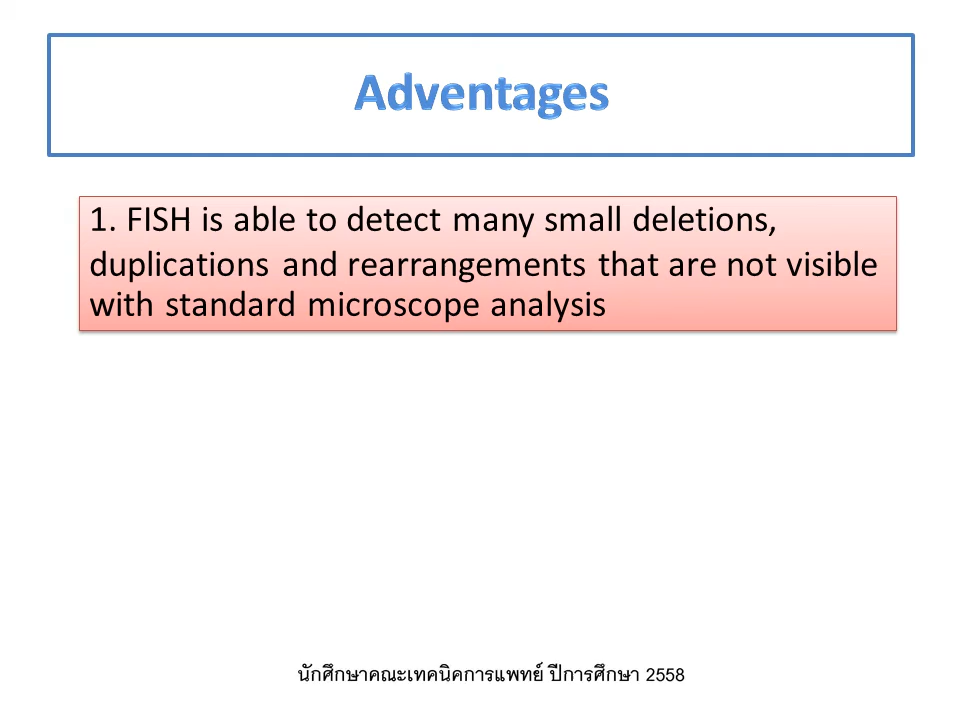 Adventages
1. FISH is able to detect many small deletions,
duplications and rearrangements that are not visible
with standard microscope analysis
นักศึกษาคณะเทคนิคการแพทย์ ปีการศึกษา 2558